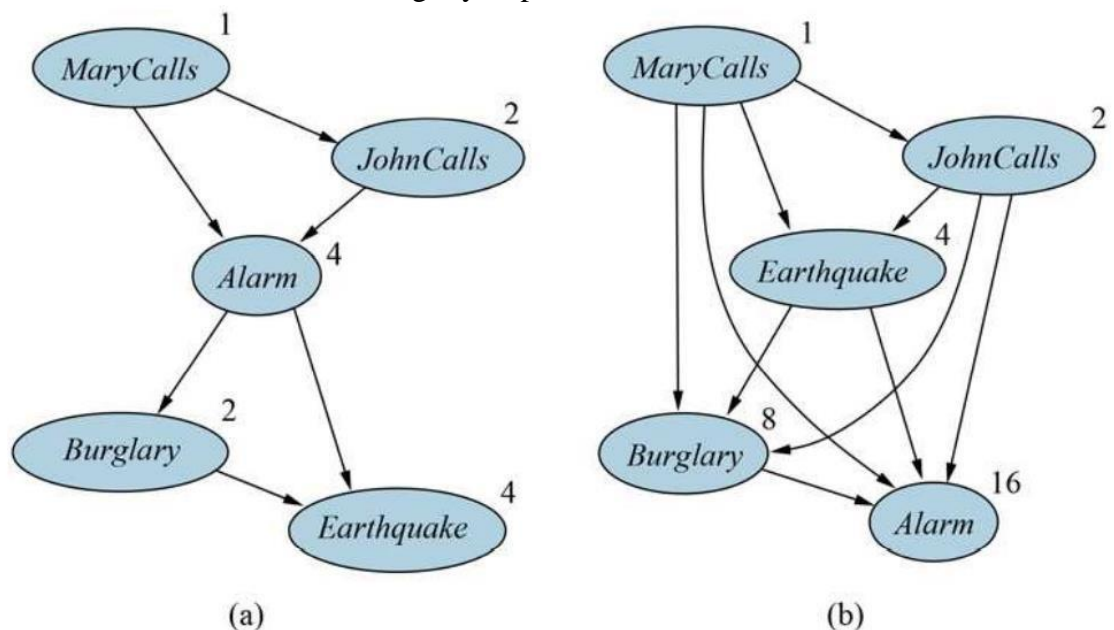 1
MaryCalls
2
JohnCalls
Alarm
4
Burglary
2
Earthquake
4
(a)
1
MaryCalls
2
JohnCalls
Earthquake
4
Burglary
8
Alarm
16
(b)